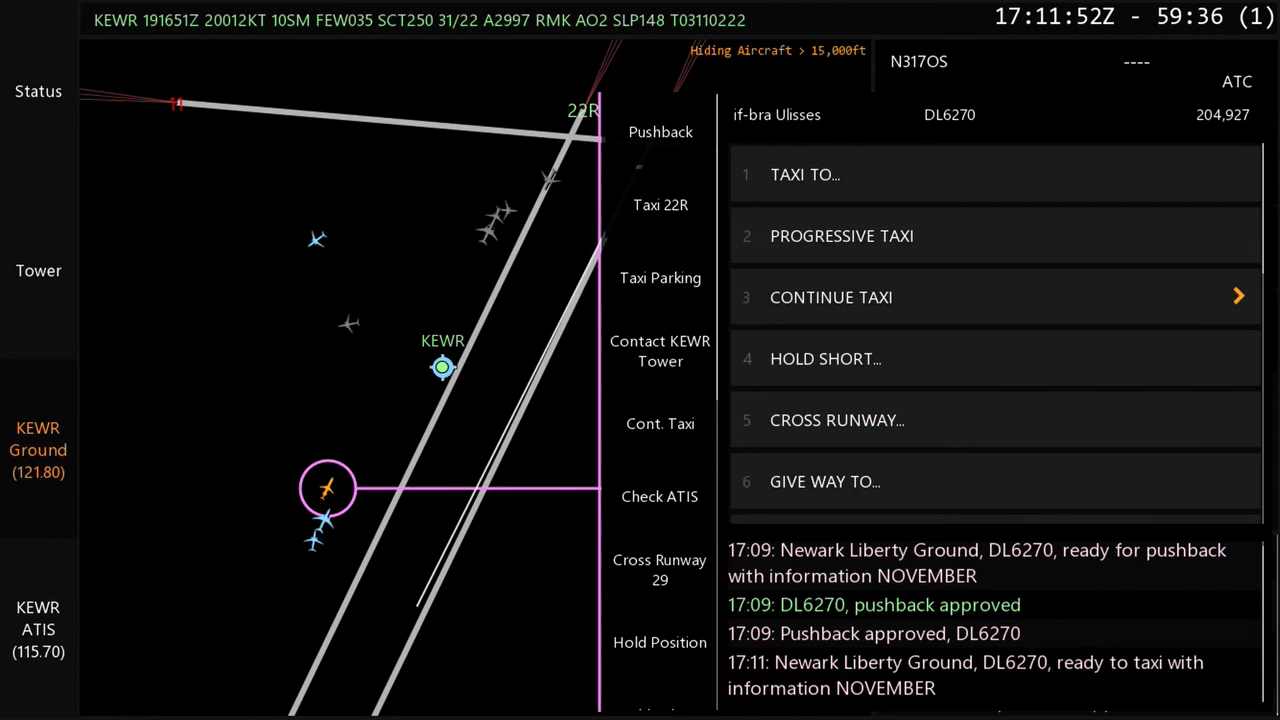 KEWR 191651Z 20012KT 10SM FEW035 SCT250 31/22 A2997 RMK AO2 SLP148 T03110222
17:11:52Z - 59:36 (1)
Hiding Aircraft > 15,000ft
Status
Tower
KEWR
Ground
(121.80)
KEWR
ATIS
(115.70)
11
22R
KEWR
Pushback
Taxi 22R
Taxi Parking
Contact KEWR
Tower
Cont. Taxi
Check ATIS
Cross Runway
29
Hold Position
N317OS ----
ATC
if-bra Ulisses DL6270 204,927
1 TAXI TO...
2 PROGRESSIVE TAXI
3 CONTINUE TAXI
4 HOLD SHORT...
5 CROSS RUNWAY...
6 GIVE WAY TO...
17:09: Newark Liberty Ground, DL6270, ready for pushback
with information NOVEMBER
17:09: DL6270, pushback approved
17:09: Pushback approved, DL6270
17:11: Newark Liberty Ground, DL6270, ready to taxi with
information NOVEMBER